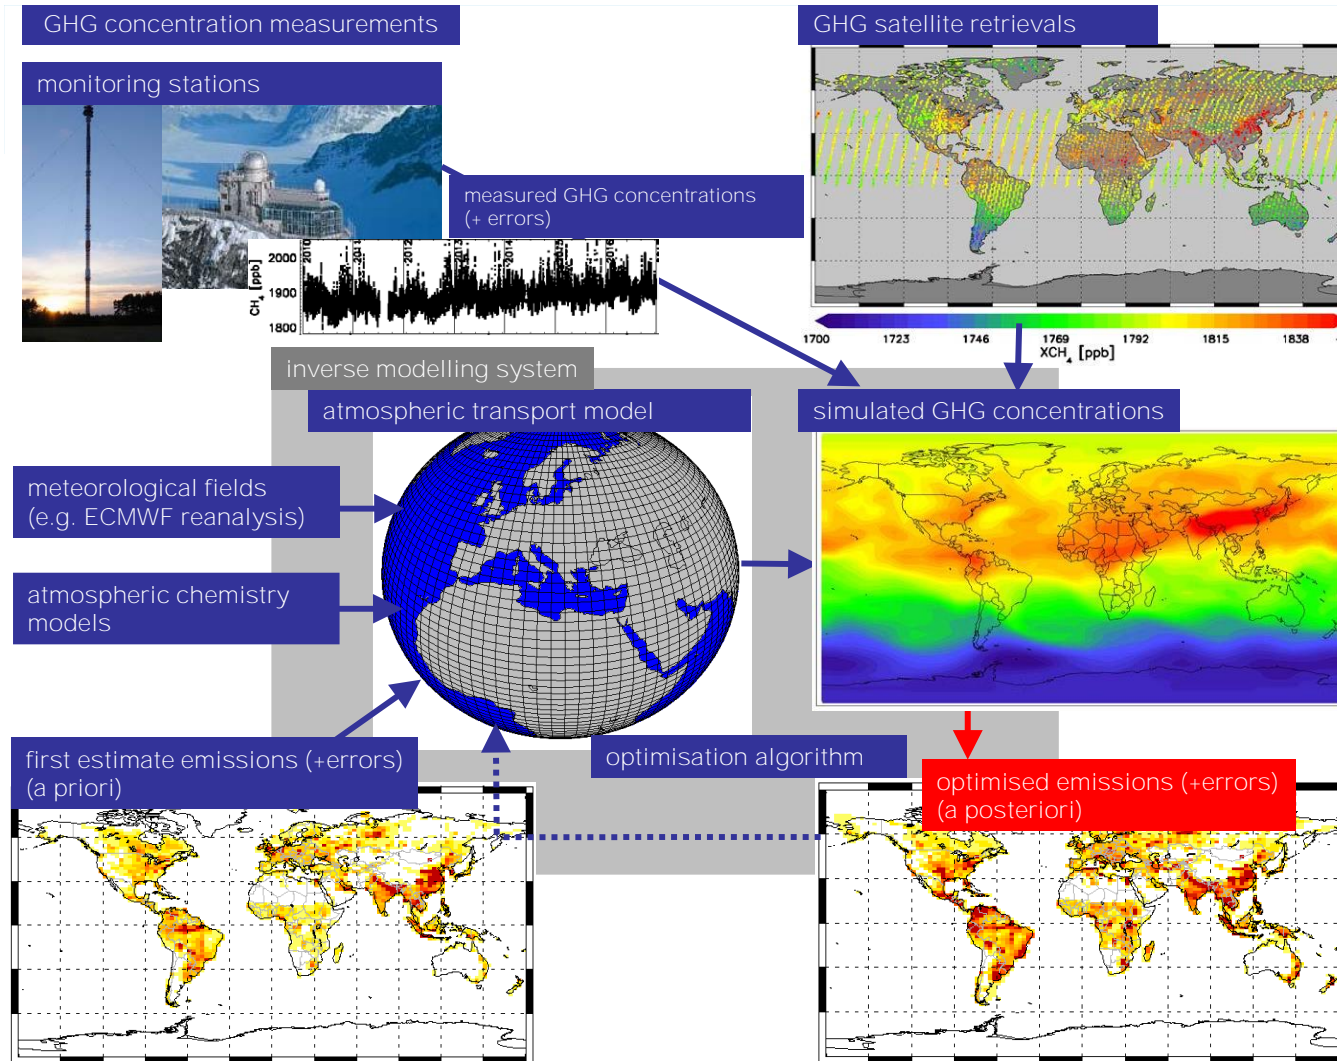 GHG concentration measurements
GHG satellite retrievals
monitoring stations
measured GHG concentrations
(+ errors)
2010
2011
2012
2013
2014
2015
2016
2000
1900
1800
CH4 [ppb]
1700
1723
1746
1769
1792
1815
1838
XCH4 [ppb]
inverse modelling system
atmospheric transport model
simulated GHG concentrations
meteorological fields
(e.g. ECMWF reanalysis)
atmospheric chemistry
models
first estimate emissions (+errors)
(a priori)
optimisation algorithm
optimised emissions (+errors)
(a posteriori)